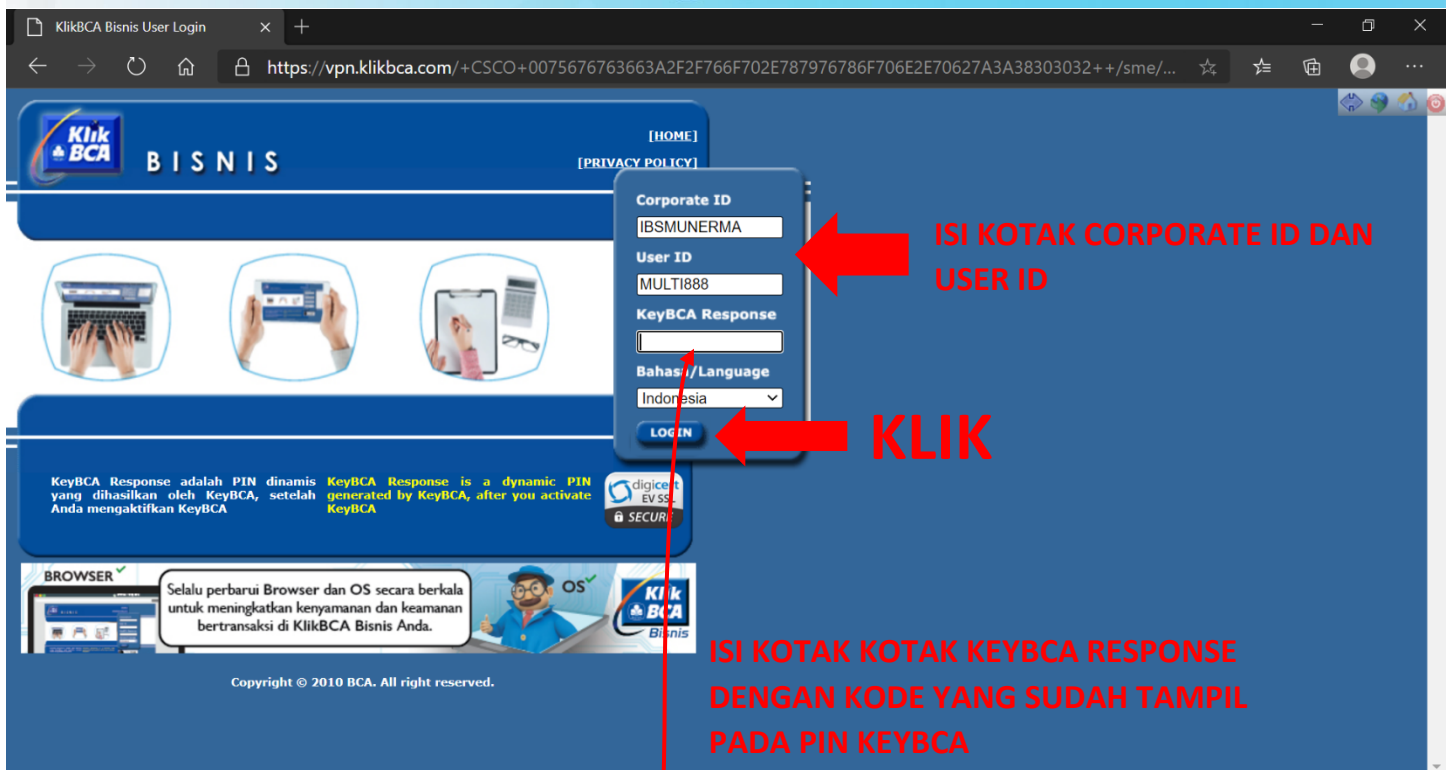 KlikBCA Bisnis User Login
https://vpn.klikbca.com/+CSCO+0075676763663A2F2F766F702E787976786F706E2E70627A3A38303032++/sme/...
Klik
BCA
BISNIS
[HOME]
[PRIVACY POLICY]
Corporate ID
IBSMUNERMA
User ID
MULTI888
KeyBCA Response
Bahasa/Language
Indonesia
LOGIN
ISI KOTAK CORPORATE ID DAN
USER ID
KLIK
KeyBCA Response adalah PIN dinamis
yang dihasilkan oleh KeyBCA, setelah
Anda mengaktifkan KeyBCA
KeyBCA Response is a dynamic PIN
generated by KeyBCA, after you activate
KeyBCA
digicert
EV SSL
SECURE
BROWSER
Selalu perbarui Browser dan OS secara berkala
untuk meningkatkan kenyamanan dan keamanan
bertransaksi di KlikBCA Bisnis Anda.
OS
Klik
BCA
Bisnis
Copyright © 2010 BCA. All right reserved.
ISI KOTAK KOTAK KEYBCA RESPONSE
DENGAN KODE YANG SUDAH TAMPIL
PADA PIN KEYBCA